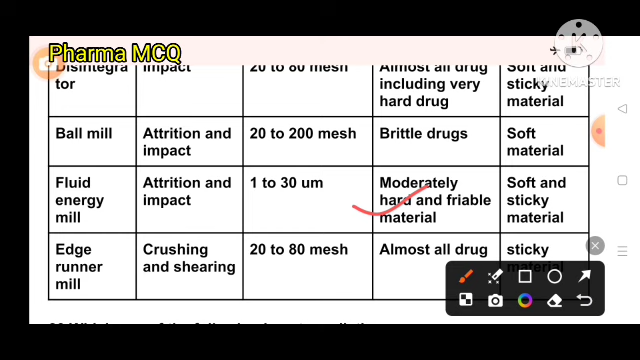 Pharma MCQ
Disintegra
tor
impact
20 to 80 mesh
Almost all drug
including very
hard drug
Soft and
sticky
material
KINEMASTER
Ball mill
Attrition and
impact
20 to 200 mesh
Brittle drugs
Soft
material
Fluid
energy
mill
Attrition and
impact
1 to 30 um
Moderately
hard and friable
material
Soft and
sticky
material
Edge
runner
mill
Crushing
and shearing
20 to 80 mesh
Almost all drug
sticky
material